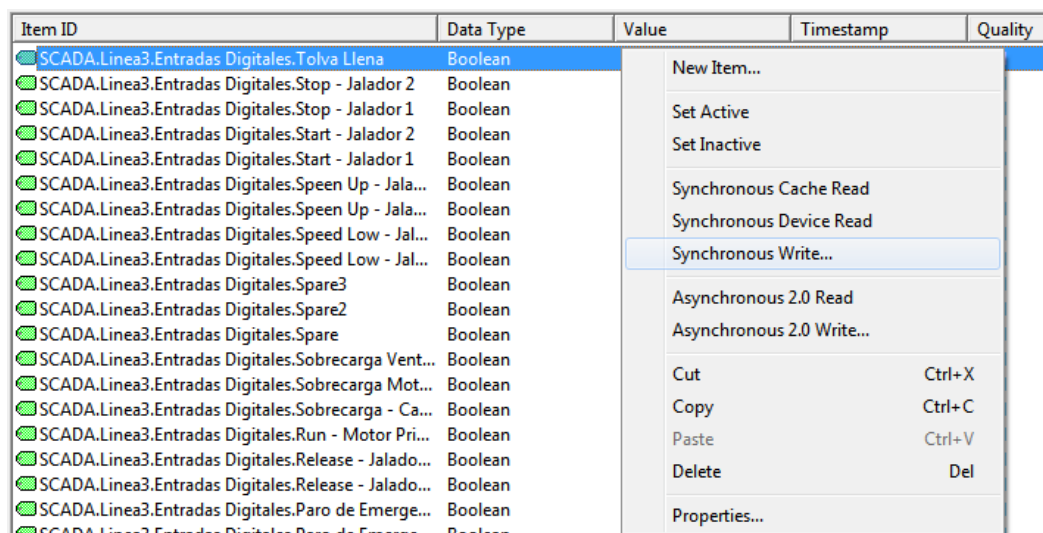 Item ID Data Type Value Timestamp Quality
SCADA.Linea3.Entradas Digitales.Tolva Llena Boolean
SCADA.Linea3.Entradas Digitales.Stop - Jalador 2 Boolean
SCADA.Linea3.Entradas Digitales.Stop - Jalador 1 Boolean
SCADA.Linea3.Entradas Digitales.Start - Jalador 2 Boolean
SCADA.Linea3.Entradas Digitales.Start - Jalador 1 Boolean
SCADA.Linea3.Entradas Digitales.Speen Up - Jala... Boolean
SCADA.Linea3.Entradas Digitales.Speen Up - Jala... Boolean
SCADA.Linea3.Entradas Digitales.Speed Low - Jal... Boolean
SCADA.Linea3.Entradas Digitales.Speed Low - Jal... Boolean
SCADA.Linea3.Entradas Digitales.Spare3 Boolean
SCADA.Linea3.Entradas Digitales.Spare2 Boolean
SCADA.Linea3.Entradas Digitales.Spare Boolean
SCADA.Linea3.Entradas Digitales.Sobrecarga Vent... Boolean
SCADA.Linea3.Entradas Digitales.Sobrecarga Mot... Boolean
SCADA.Linea3.Entradas Digitales.Sobrecarga - Ca... Boolean
SCADA.Linea3.Entradas Digitales.Run - Motor Pri... Boolean
SCADA.Linea3.Entradas Digitales.Release - Jalado... Boolean
SCADA.Linea3.Entradas Digitales.Release - Jalado... Boolean
SCADA.Linea3.Entradas Digitales.Paro de Emerge... Boolean
New Item...
Set Active
Set Inactive
Synchronous Cache Read
Synchronous Device Read
Synchronous Write...
Asynchronous 2.0 Read
Asynchronous 2.0 Write...
Cut Ctrl+X
Copy Ctrl+C
Paste Ctrl+V
Delete Del
Properties...